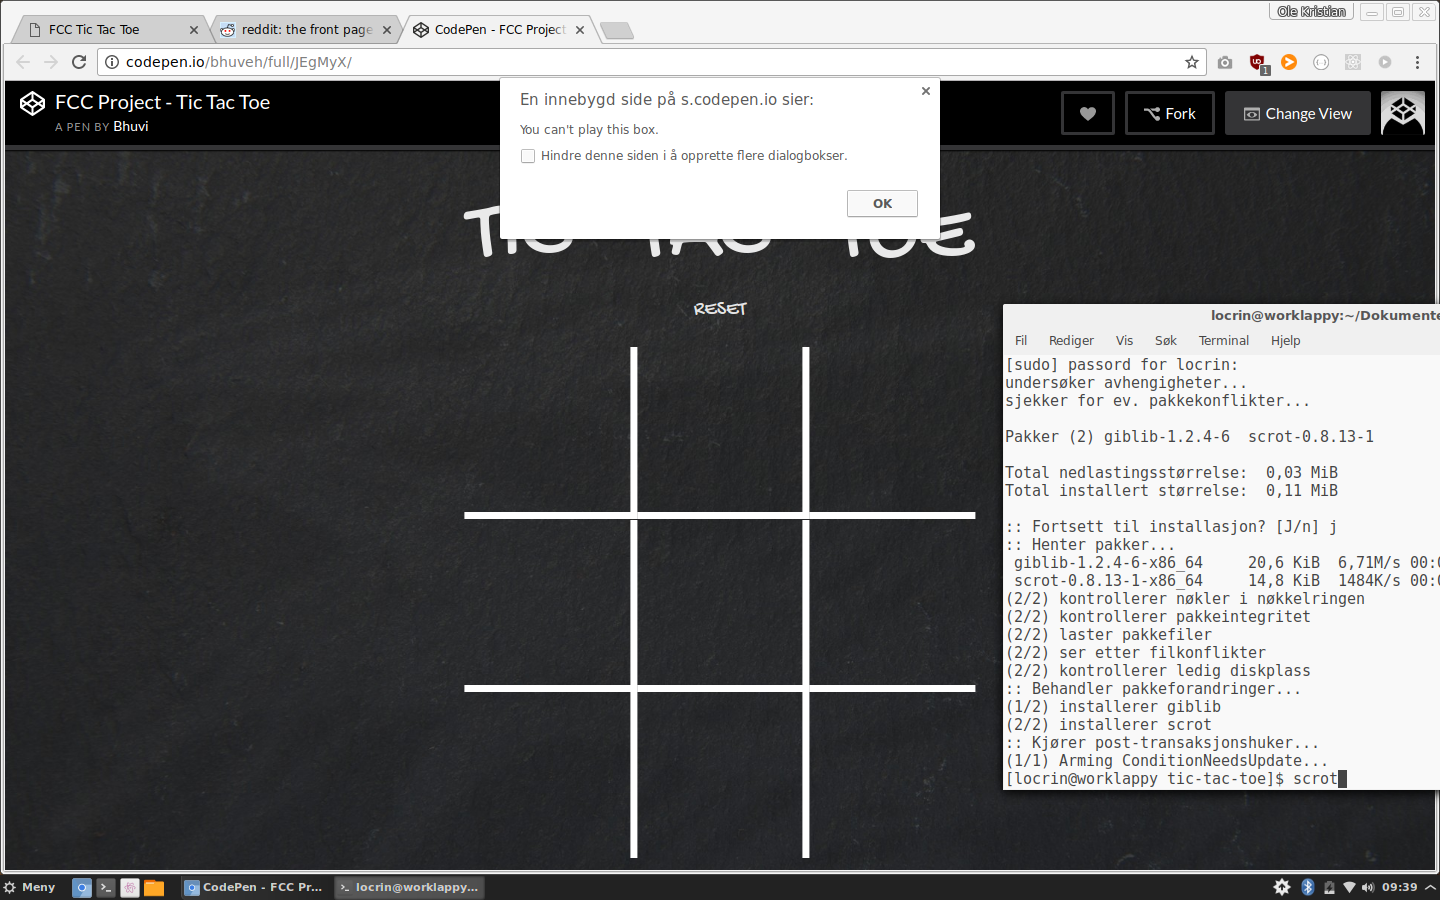 Ole Kristian
FCC Tic Tac Toe
reddit: the front page
CodePen - FCC Project
codepen.io/bhuveh/full/JEgMyX/
1
FCC Project - Tic Tac Toe
A PEN BY Bhuvi
Fork
Change View
En innebygd side på s.codepen.io sier:
You can't play this box.
Hindre denne siden i å opprette flere dialogbokser.
OK
TIC TAC TOE
RESET
locrin@worklappy:~/Dokumente
Fil Rediger Vis Søk Terminal Hjelp
[sudo] passord for locrin:
undersøker avhengigheter...
sjekker for ev. pakkekonflikter...
Pakker (2) giblib-1.2.4-6  scrot-0.8.13-1
Total nedlastingsstørrelse:  0,03 MiB
Total installert størrelse:  0,11 MiB
:: Fortsett til installasjon? [J/n] j
:: Henter pakker...
giblib-1.2.4-6-x86_64     20,6 KiB  6,71M/s 00:0
scrot-0.8.13-1-x86_64     14,8 KiB  1484K/s 00:0
(2/2) kontrollerer nøkler i nøkkelringen
(2/2) kontrollerer pakkeintegritet
(2/2) laster pakkefiler
(2/2) ser etter filkonflikter
(2/2) kontrollerer ledig diskplass
:: Behandler pakkeforandringer...
(1/2) installerer giblib
(2/2) installerer scrot
:: Kjører post-transaksjonshuker...
(1/1) Arming ConditionNeedsUpdate...
[locrin@worklappy tic-tac-toe]$ scrot
Meny
CodePen - FCC Pr...
locrin@worklappy...
09:39